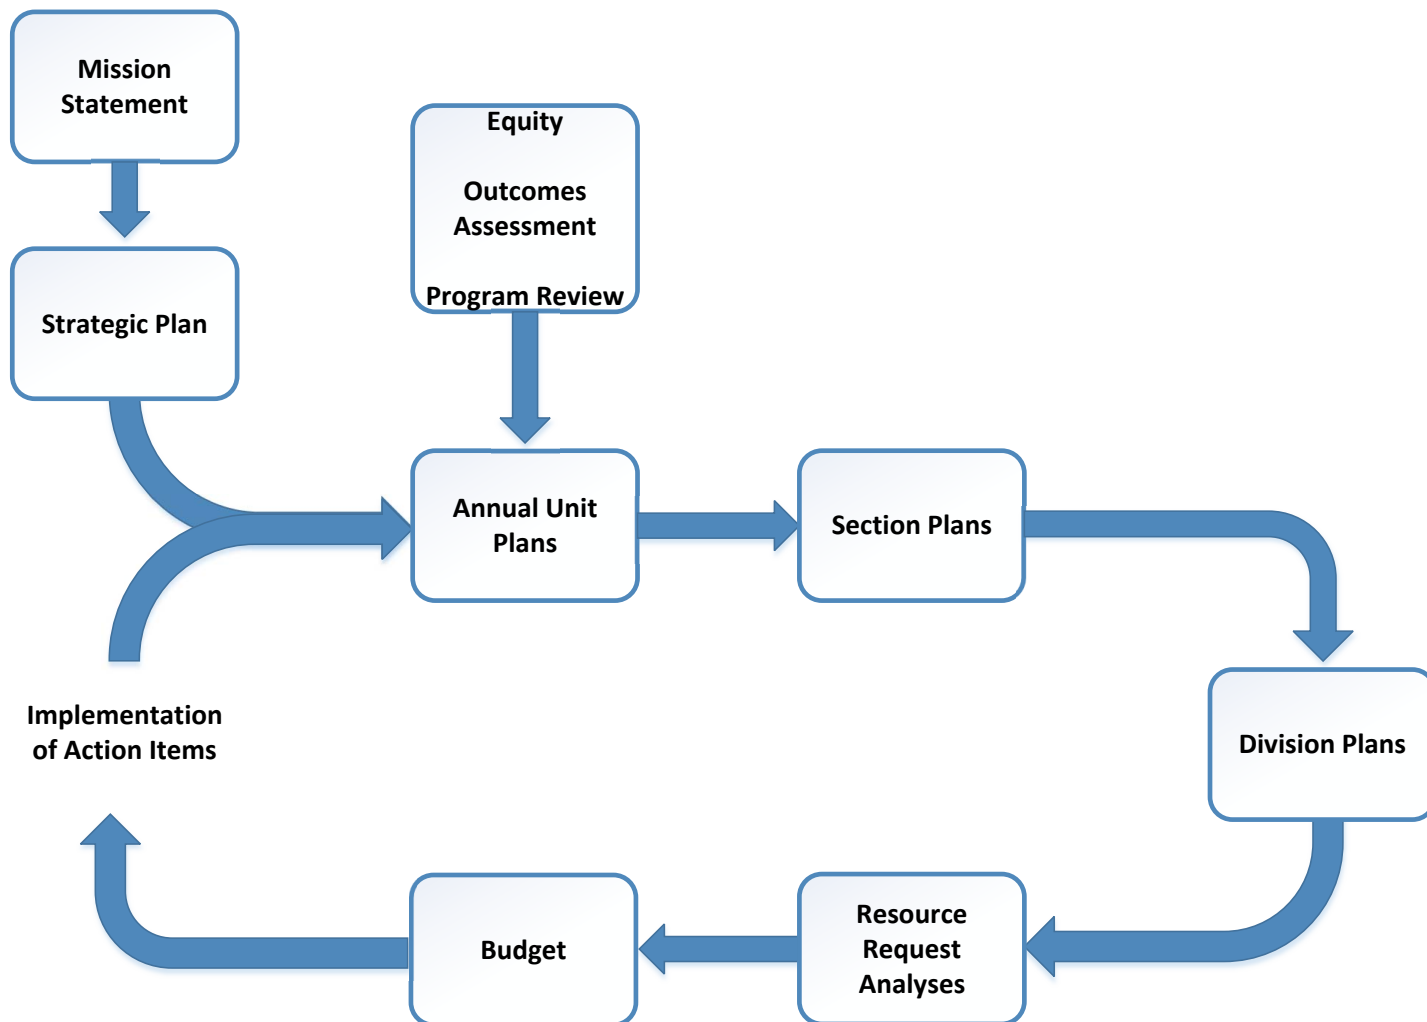 Mission
Statement
Equity
Outcomes
Assessment
Program Review
Strategic Plan
Annual Unit
Plans
Section Plans
Implementation
of Action Items
Division Plans
Budget
Resource
Request
Analyses